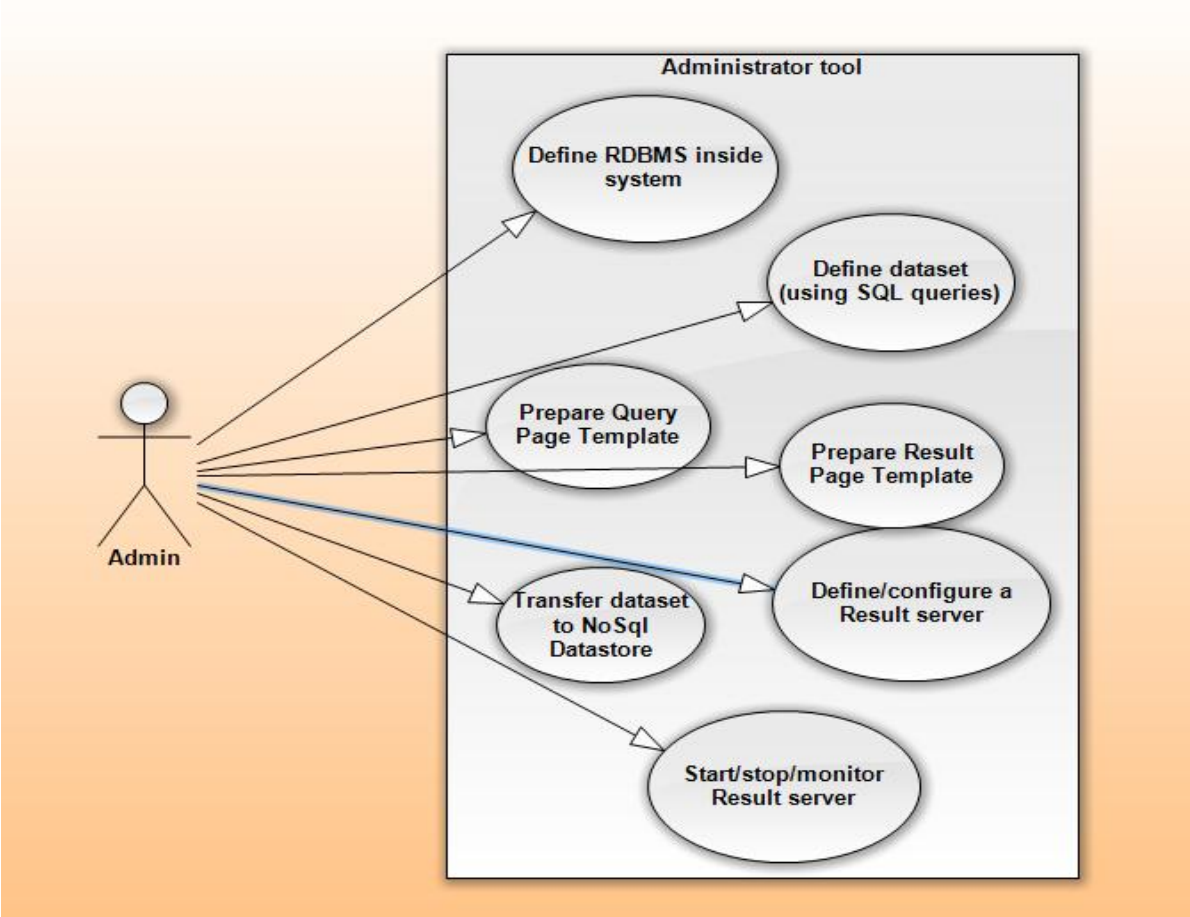 Administrator tool
Define RDBMS inside
system
Define dataset
(using SQL queries)
Prepare Query
Page Template
Prepare Result
Page Template
Admin
Define/configure a
Result server
Transfer dataset
to NoSql
Datastore
Start/stop/monitor
Result server